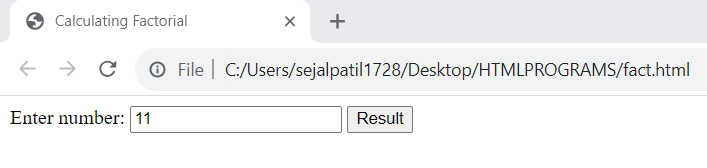 Calculating Factorial
File | C:/Users/sejalpatil1728/Desktop/HTMLPROGRAMS/fact.html
Enter number: 11 Result